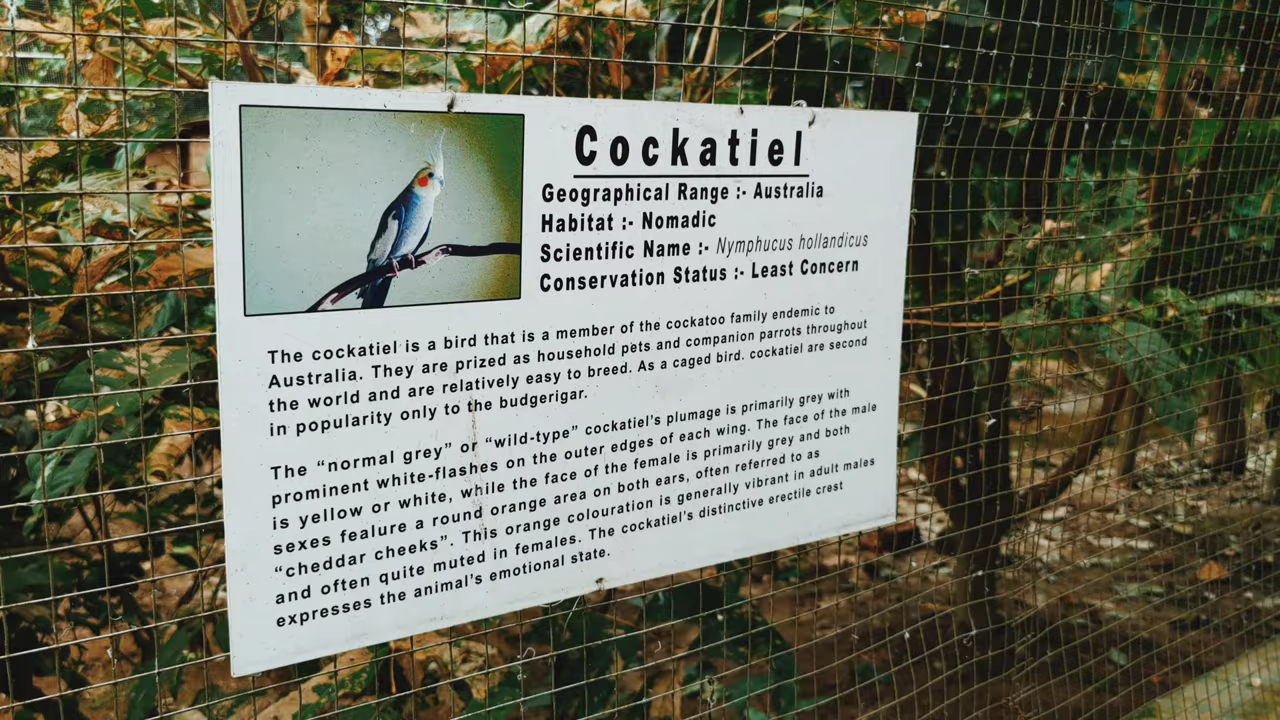 Cockatiel
Geographical Range :- Australia
Habitat :- Nomadic
Scientific Name :- Nymphucus hollandicus
Conservation Status :- Least Concern
The cockatiel is a bird that is a member of the cockatoo family endemic to
Australia. They are prized as household pets and companion parrots throughout
the world and are relatively easy to breed. As a caged bird. cockatiel are second
in popularity only to the budgerigar.
The “normal grey” or “wild-type” cockatiel’s plumage is primarily grey with
prominent white-flashes on the outer edges of each wing. The face of the male
is yellow or white, while the face of the female is primarily grey and both
sexes fealure a round orange area on both ears, often referred to as
“cheddar cheeks”. This orange colouration is generally vibrant in adult males
and often quite muted in females. The cockatiel’s distinctive erectile crest
expresses the animal’s emotional state.